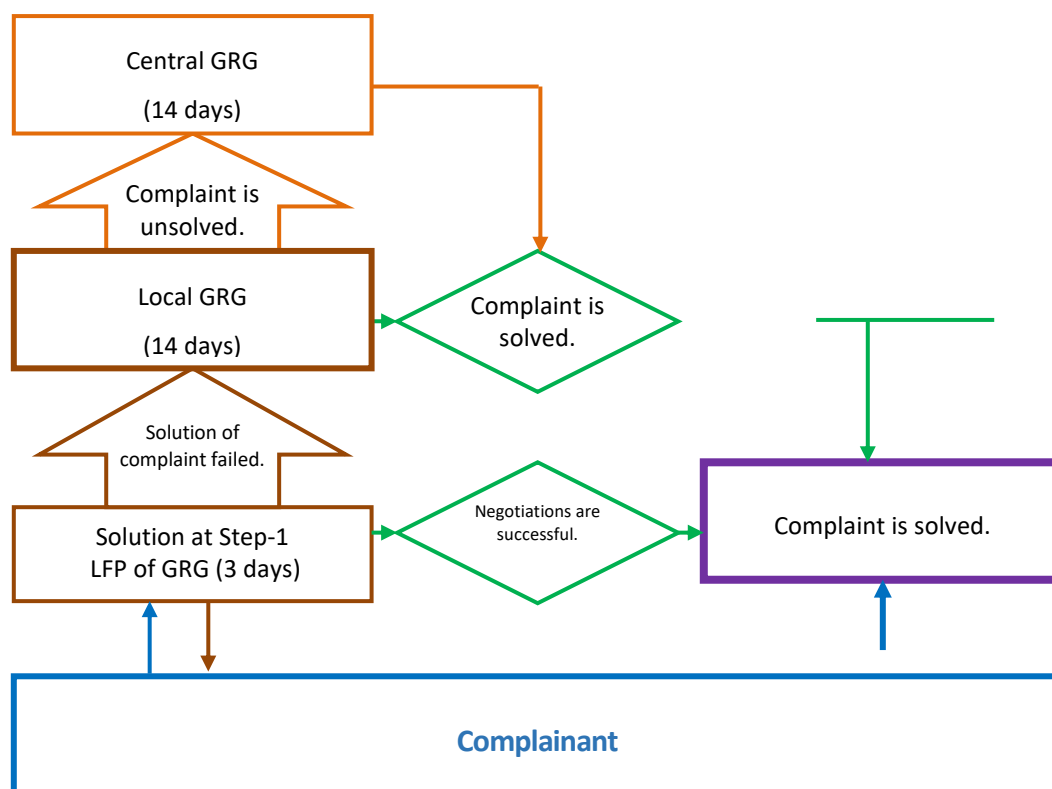 Central GRG
(14 days)
Complaint is
unsolved.
Local GRG
(14 days)
Complaint is
solved.
Solution of
complaint failed.
Solution at Step-1
LFP of GRG (3 days)
Negotiations are
successful.
Complaint is solved.
Complainant